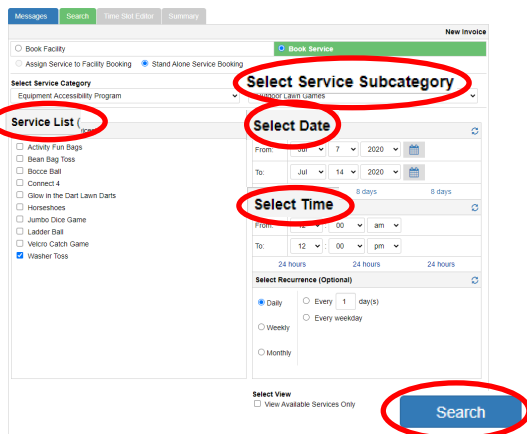 Messages Search Time Slot Editor Summary
New Invoice
Book Facility Book Service
Assign Service to Facility Booking Stand Alone Service Booking
Select Service Category Select Service Subcategory
Equipment Accessibility Program Outdoor Lawn Games
Service List (
Activity Fun Bags
Bean Bag Toss
Bocce Ball
Connect 4
Glow in the Dart Lawn Darts
Horseshoes
Jumbo Dice Game
Ladder Ball
Velcro Catch Game
Washer Toss
Select Date
From: Jul 7 2020
To: Jul 14 2020
8 days 8 days
Select Time
From: 12 : 00 am
To: 12 : 00 pm
24 hours 24 hours 24 hours
Select Recurrence (Optional)
Daily Every 1 day(s)
Every weekday
Weekly
Monthly
Select View
View Available Services Only
Search